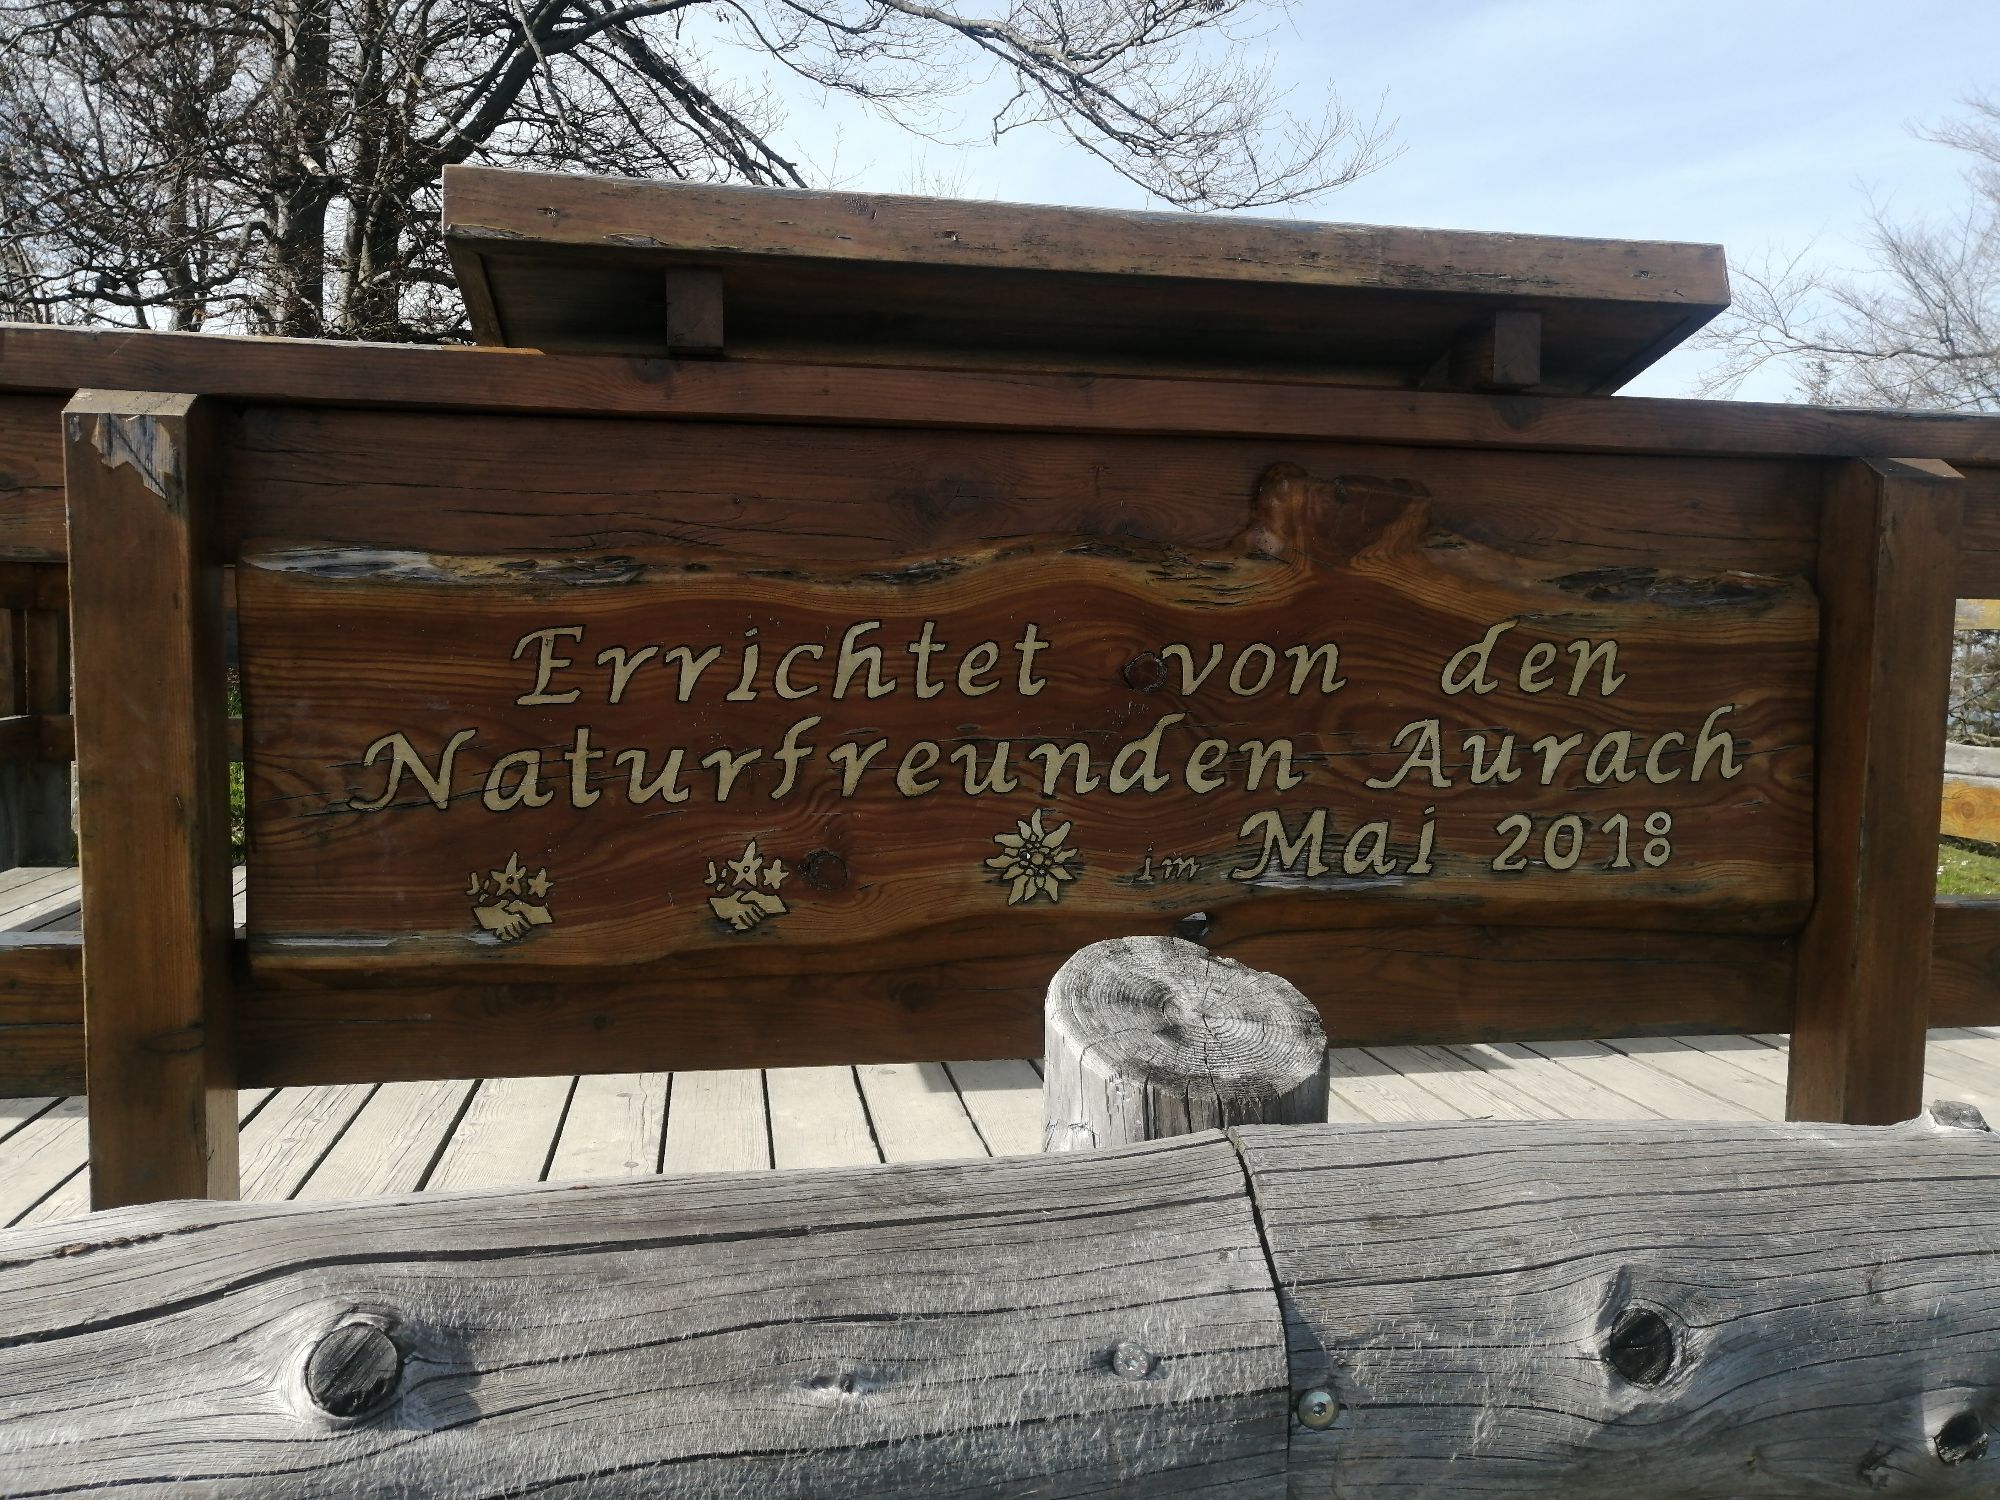 Errichtet von den
Naturfreunden Aurach
im Mai 2018